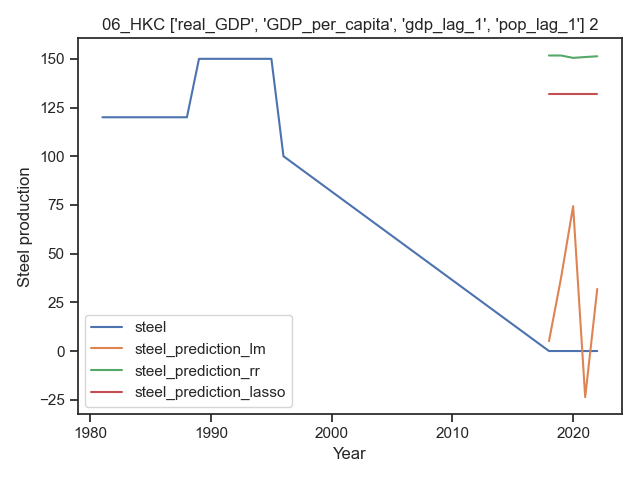 06_HKC ['real_GDP', 'GDP_per_capita', 'gdp_lag_1', 'pop_lag_1'] 2
150
125
100
75
50
25
0
−25
Steel production
steel
steel_prediction_lm
steel_prediction_rr
steel_prediction_lasso
1980
1990
2000
2010
2020
Year